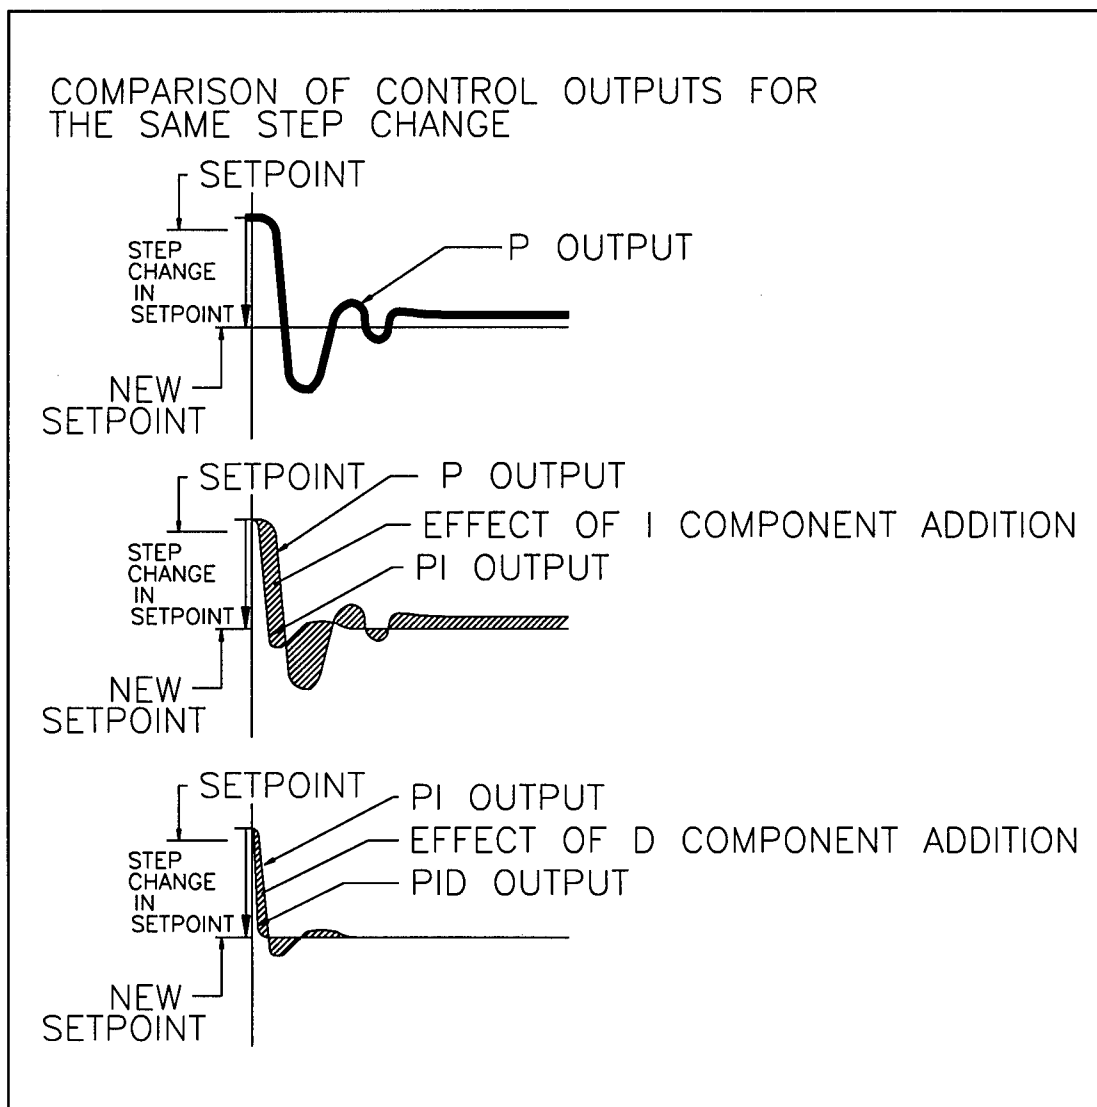 COMPARISON OF CONTROL OUTPUTS FOR
THE SAME STEP CHANGE
SETPOINT
P OUTPUT
STEP
CHANGE
IN
SETPOINT
NEW
SETPOINT
SETPOINT
P OUTPUT
EFFECT OF I COMPONENT ADDITION
PI OUTPUT
STEP
CHANGE
IN
SETPOINT
NEW
SETPOINT
SETPOINT
PI OUTPUT
EFFECT OF D COMPONENT ADDITION
PID OUTPUT
STEP
CHANGE
IN
SETPOINT
NEW
SETPOINT